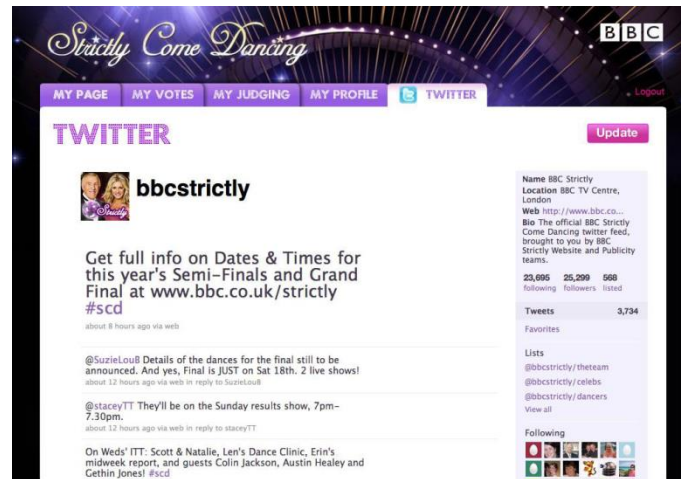 Strictly Come Dancing
BBC
MY PAGE
MY VOTES
MY JUDGING
MY PROFILE
TWITTER
Logout
TWITTER
Update
Strictly
bbcstrictly
Get full info on Dates & Times for
this year's Semi-Finals and Grand
Final at www.bbc.co.uk/strictly
#scd
about 8 hours ago via web
@SuzieLouB Details of the dances for the final still to be
announced. And yes, Final is JUST on Sat 18th. 2 live shows!
about 12 hours ago via web in reply to SuzieLouB
@staceyTT They'll be on the Sunday results show, 7pm-
7.30pm.
about 12 hours ago via web in reply to staceyTT
On Weds' ITT: Scott & Natalie, Len's Dance Clinic, Erin's
midweek report, and guests Colin Jackson, Austin Healey and
Gethin Jones! #scd
Name BBC Strictly
Location BBC TV Centre,
London
Web http://www.bbc.co...
Bio The official BBC Strictly
Come Dancing twitter feed,
brought to you by BBC
Strictly Website and Publicity
teams.
23,695 25,299 568
following followers listed
Tweets 3,734
Favorites
Lists
@bbcstrictly/theteam
@bbcstrictly/celebs
@bbcstrictly/dancers
View all
Following